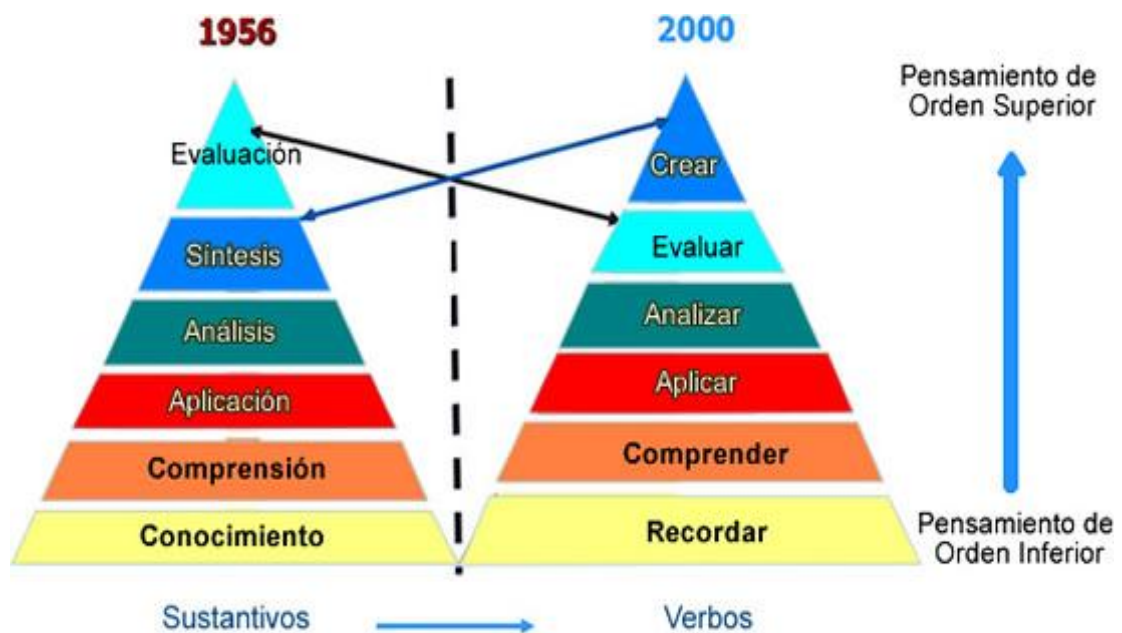 1956
Evaluación
Síntesis
Análisis
Aplicación
Comprensión
Conocimiento
Sustantivos
2000
Crear
Evaluar
Analizar
Aplicar
Comprender
Recordar
Verbos
Pensamiento de
Orden Superior
Pensamiento de
Orden Inferior